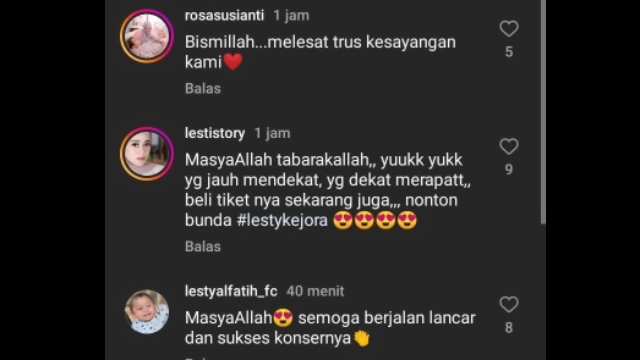 rosasusianti 1 jam
Bismillah...melesat trus kesayangan
kami❤️
5
Balas
lestistory 1 jam
MasyaAllah tabarakallah,, yuukk yukk
yg jauh mendekat, yg dekat merapatt,,
beli tiket nya sekarang juga,,, nonton
bunda #lestykejora 😍😍😍😍
9
Balas
lestyalfatih_fc 40 menit
MasyaAllah😍 semoga berjalan lancar
dan sukses konsernya👏
8